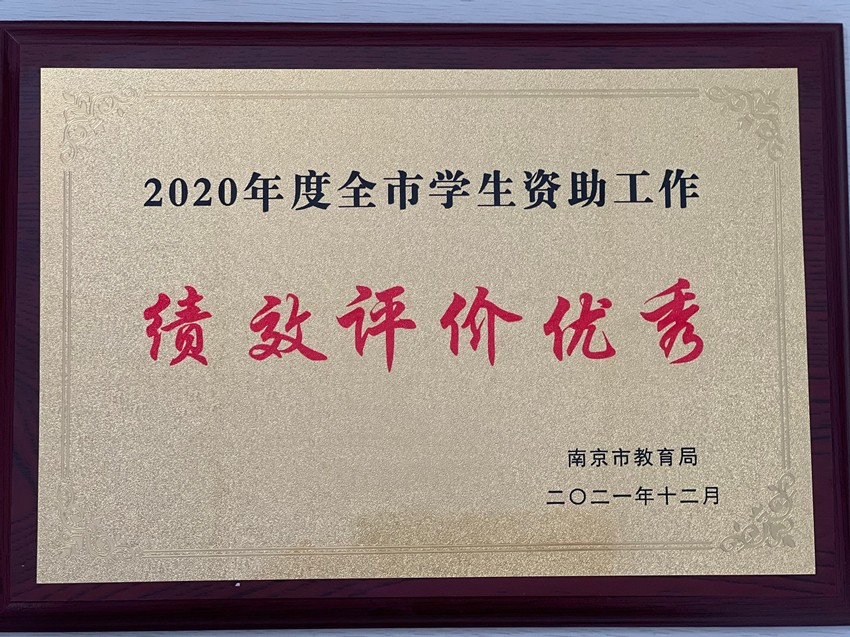 2020年度全市学生资助工作
绩效评价优秀
南京市教育局
二〇二一年十二月